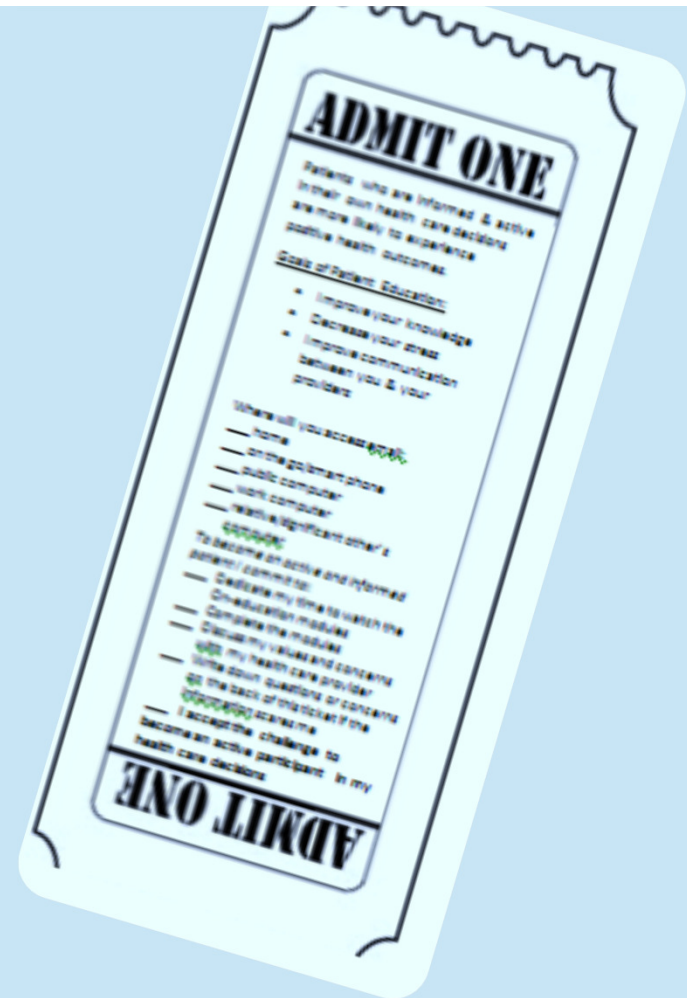 ADMIT ONE
Patients who are informed & active
in their own health care decisions
are more likely to experience
positive health outcomes.
Goals of Patient Education:
• Improve your knowledge
• Decrease your stress
• Improve communication
between you & your
providers
Where will you access
home
on the go/smart phone
public computer
work computer
relative/significant other's
computer
To become an active and informed
patient I commit to:
Dedicate my time to watch the
education modules
Complete the modules
Discuss my values and concerns
with my health care provider
Write down questions or concerns
on the back of this ticket if the
information scares me
I accept the challenge to
become an active participant in my
health care decisions
ADMIT ONE